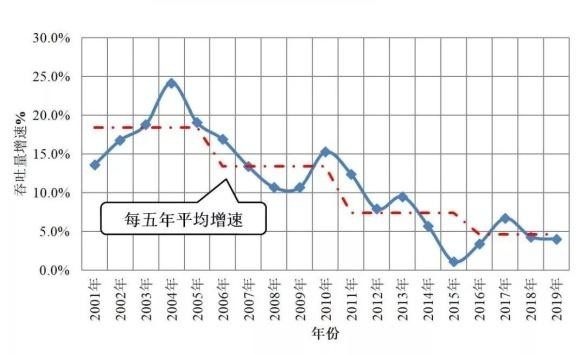 30.0%
25.0%
20.0%
15.0%
10.0%
5.0%
0.0%
吞吐量增速%
每五年平均增速
2001年
2002年
2003年
2004年
2005年
2006年
2007年
2008年
2009年
2010年
2011年
2012年
2013年
2014年
2015年
2016年
2017年
2018年
2019年
年份